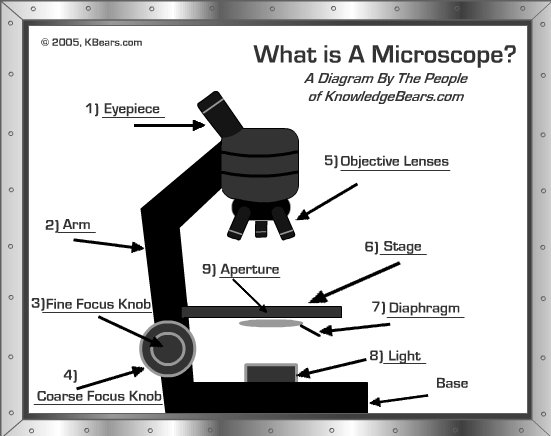 © 2005, KBears.com
What is A Microscope?
A Diagram By The People
of KnowledgeBears.com
1) Eyepiece
5) Objective Lenses
2) Arm
6) Stage
9) Aperture
3) Fine Focus Knob
7) Diaphragm
8) Light
4)
Coarse Focus Knob
Base